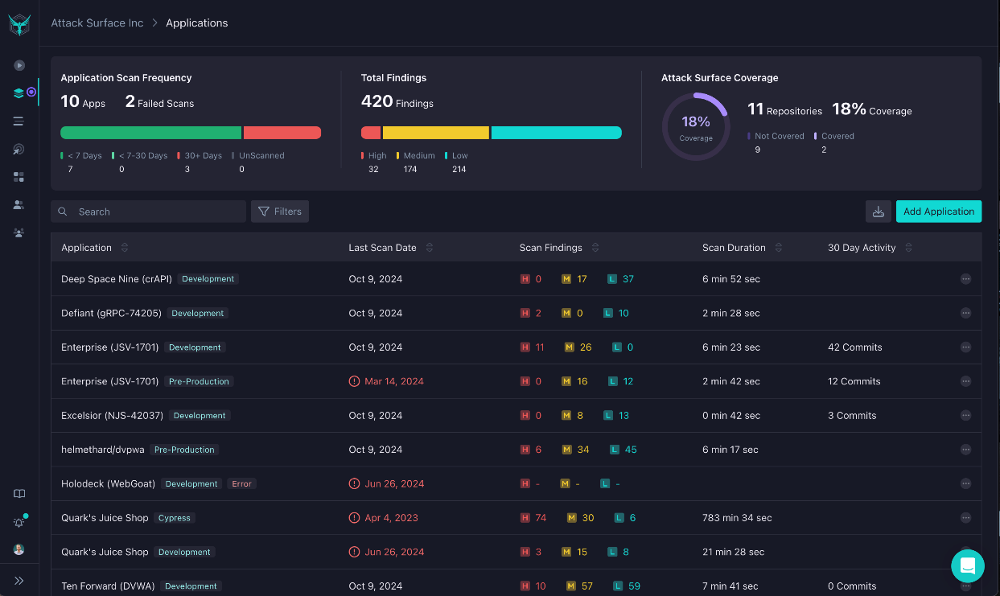 Attack Surface Inc > Applications
Application Scan Frequency
10 Apps 2 Failed Scans
< 7 Days < 7-30 Days 30+ Days UnScanned
7 0 3 0
Total Findings
420 Findings
High Medium Low
32 174 214
Attack Surface Coverage
18%
Coverage
11 Repositories 18% Coverage
Not Covered Covered
9 2
Search Filters Add Application
Application Last Scan Date Scan Findings Scan Duration 30 Day Activity
Deep Space Nine (crAPI) Development Oct 9, 2024 H 0 M 17 L 37 6 min 52 sec
Defiant (gRPC-74205) Development Oct 9, 2024 H 2 M 0 L 10 2 min 28 sec
Enterprise (JSV-1701) Development Oct 9, 2024 H 11 M 26 L 0 6 min 23 sec 42 Commits
Enterprise (JSV-1701) Pre-Production Mar 14, 2024 H 0 M 16 L 12 2 min 42 sec 12 Commits
Excelsior (NJS-42037) Development Oct 9, 2024 H 0 M 8 L 13 0 min 42 sec 3 Commits
helmethard/dvpwa Pre-Production Oct 9, 2024 H 6 M 34 L 45 6 min 17 sec
Holodeck (WebGoat) Development Error Jun 26, 2024 H - M - L -
Quark's Juice Shop Cypress Apr 4, 2023 H 74 M 30 L 6 783 min 34 sec
Quark's Juice Shop Development Jun 26, 2024 H 3 M 15 L 8 21 min 28 sec
Ten Forward (DVWA) Development Oct 9, 2024 H 10 M 57 L 59 7 min 41 sec 0 Commits